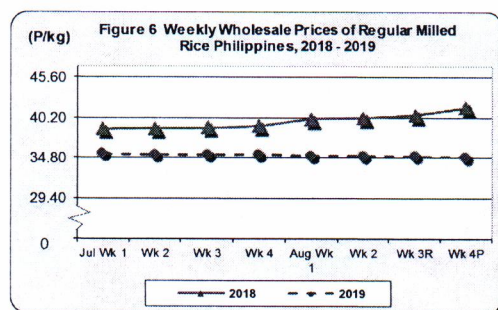 (P/kg)
Figure 6 Weekly Wholesale Prices of Regular Milled
Rice Philippines, 2018 - 2019
45.60
40.20
34.80
29.40
0
Jul Wk 1 Wk 2 Wk 3 Wk 4 Aug Wk Wk 2 Wk 3R Wk 4P
1
2018 2019